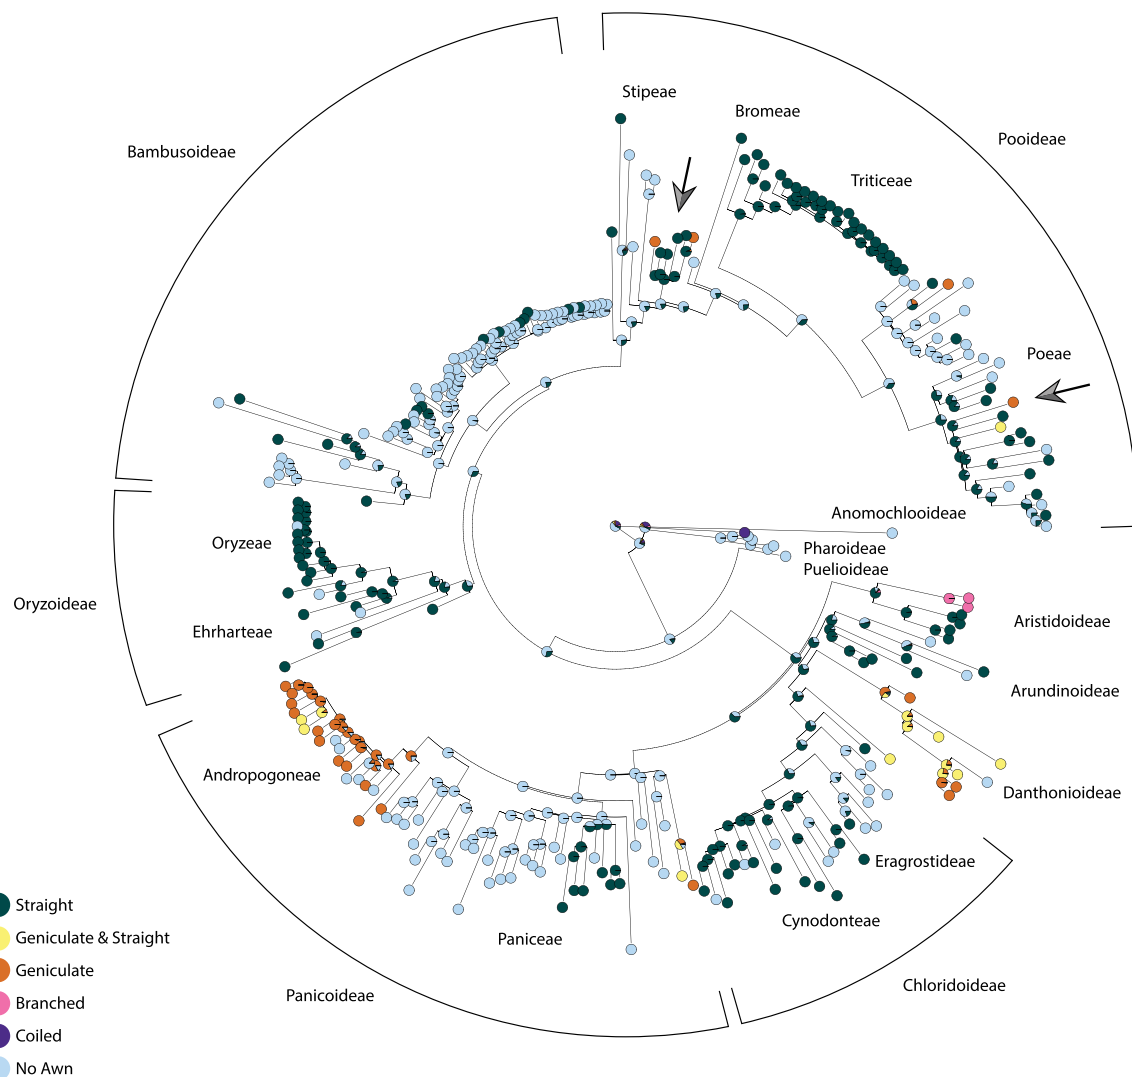 Stipeae
Bromeae
Pooideae
Bambusoideae
Triticeae
Poeae
Anomochlooideae
Oryzeae
Pharoideae
Puelioideae
Oryzoideae
Aristidoideae
Ehrharteae
Arundinoideae
Andropogoneae
Danthonioideae
Eragrostideae
Straight
Cynodonteae
Geniculate & Straight
Paniceae
Geniculate
Chloridoideae
Panicoideae
Branched
Coiled
No Awn